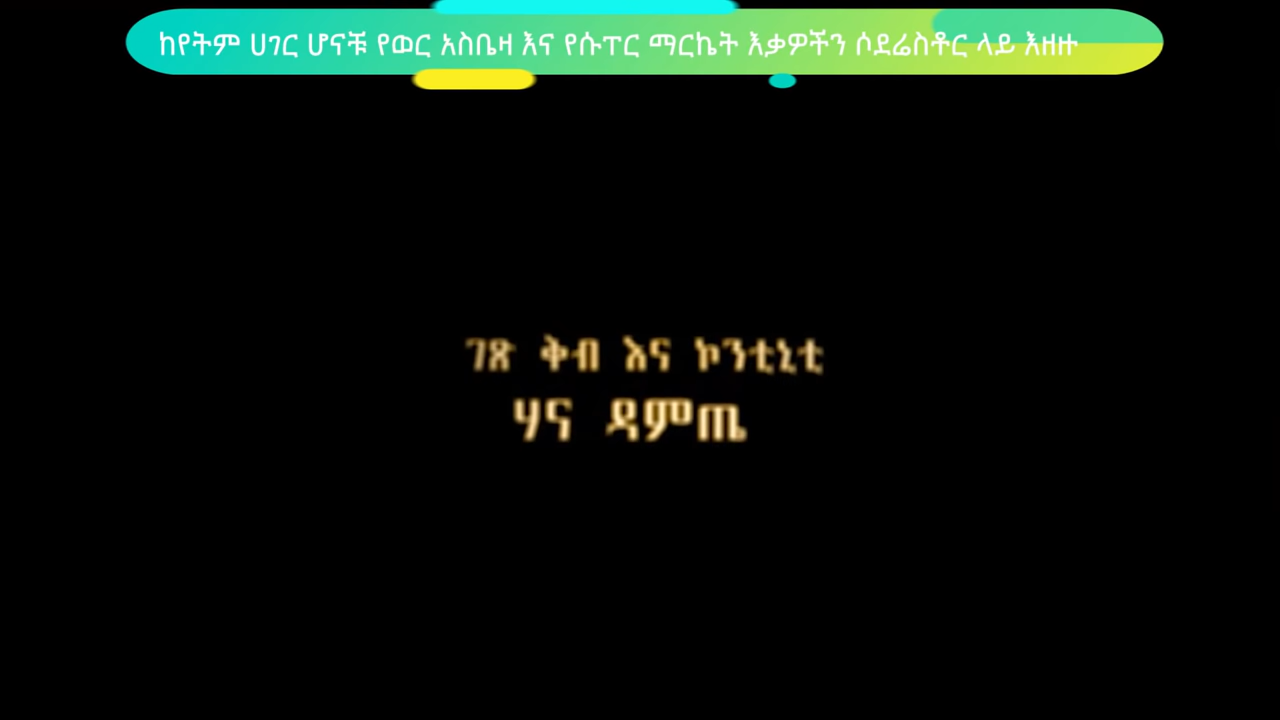 ከየትም ሀገር ሆናቹ የወር አስቤዛ እና የሱፐር ማርኬት እቃዎችን ሶደሬስቶር ላይ እዘዙ
ገጽ ቅብ እና ኮንቲኒቲ
ሃና ዳምጤ